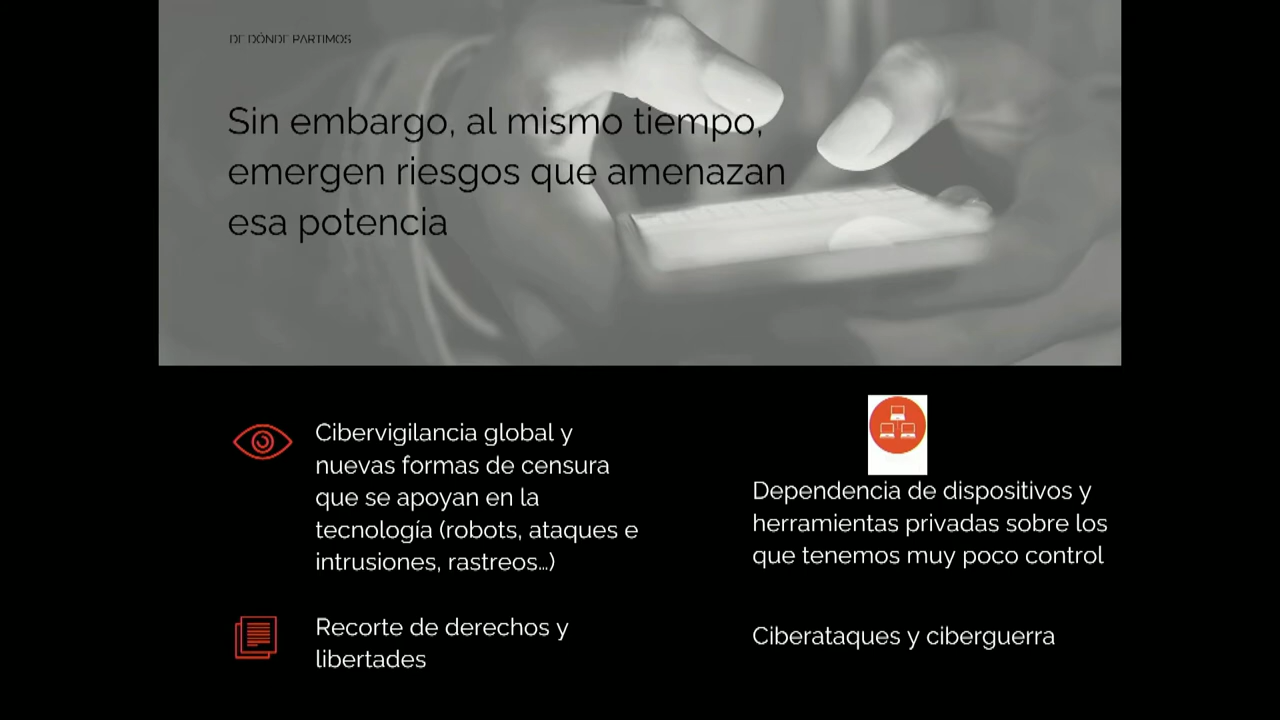 DE DÓNDE PARTIMOS
Sin embargo, al mismo tiempo,
emergen riesgos que amenazan
esa potencia
Cibervigilancia global y
nuevas formas de censura
que se apoyan en la
tecnología (robots, ataques e
intrusiones, rastreos…)
Recorte de derechos y
libertades
Dependencia de dispositivos y
herramientas privadas sobre los
que tenemos muy poco control
Ciberataques y ciberguerra